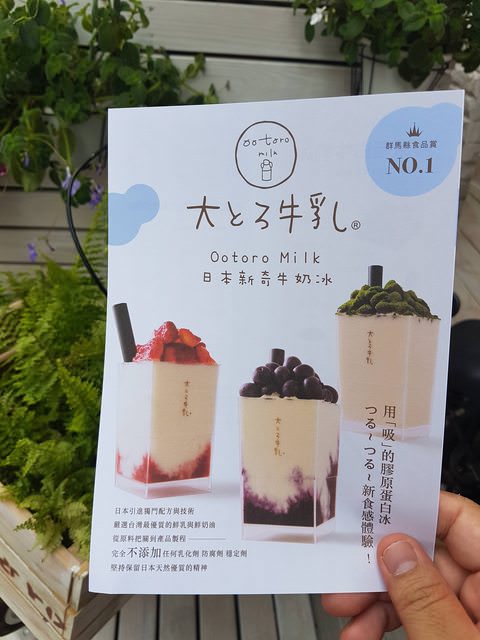 ootoro
milk
群馬縣食品質
NO.1
大とろ牛乳®
Ootoro Milk
日本新奇牛奶冰
大とろ牛乳
大とろ牛乳
大とろ牛乳
用「吸」的膠原蛋白冰
つる~つる~新食感體驗！
日本引進獨門配方與技術
嚴選台灣最優質的鮮乳與鮮奶油
從原料把關到產品製程
完全不添加任何乳化劑 防腐劑 穩定劑
堅持保留日本天然優質的精神